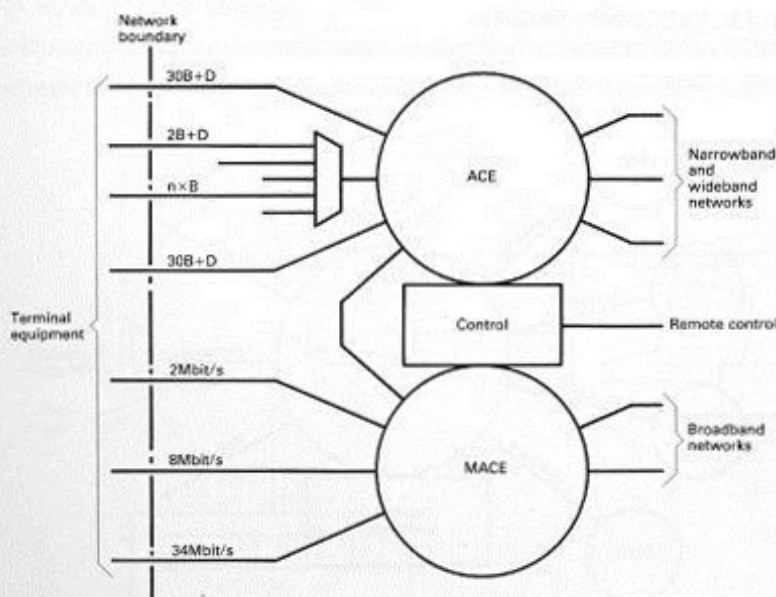 Network
boundary
30B+D
2B+D
n×B
30B+D
ACE
Narrowband
and
wideband
networks
Terminal
equipment
Control
Remote control
2Mbit/s
8Mbit/s
34Mbit/s
MACE
Broadband
networks